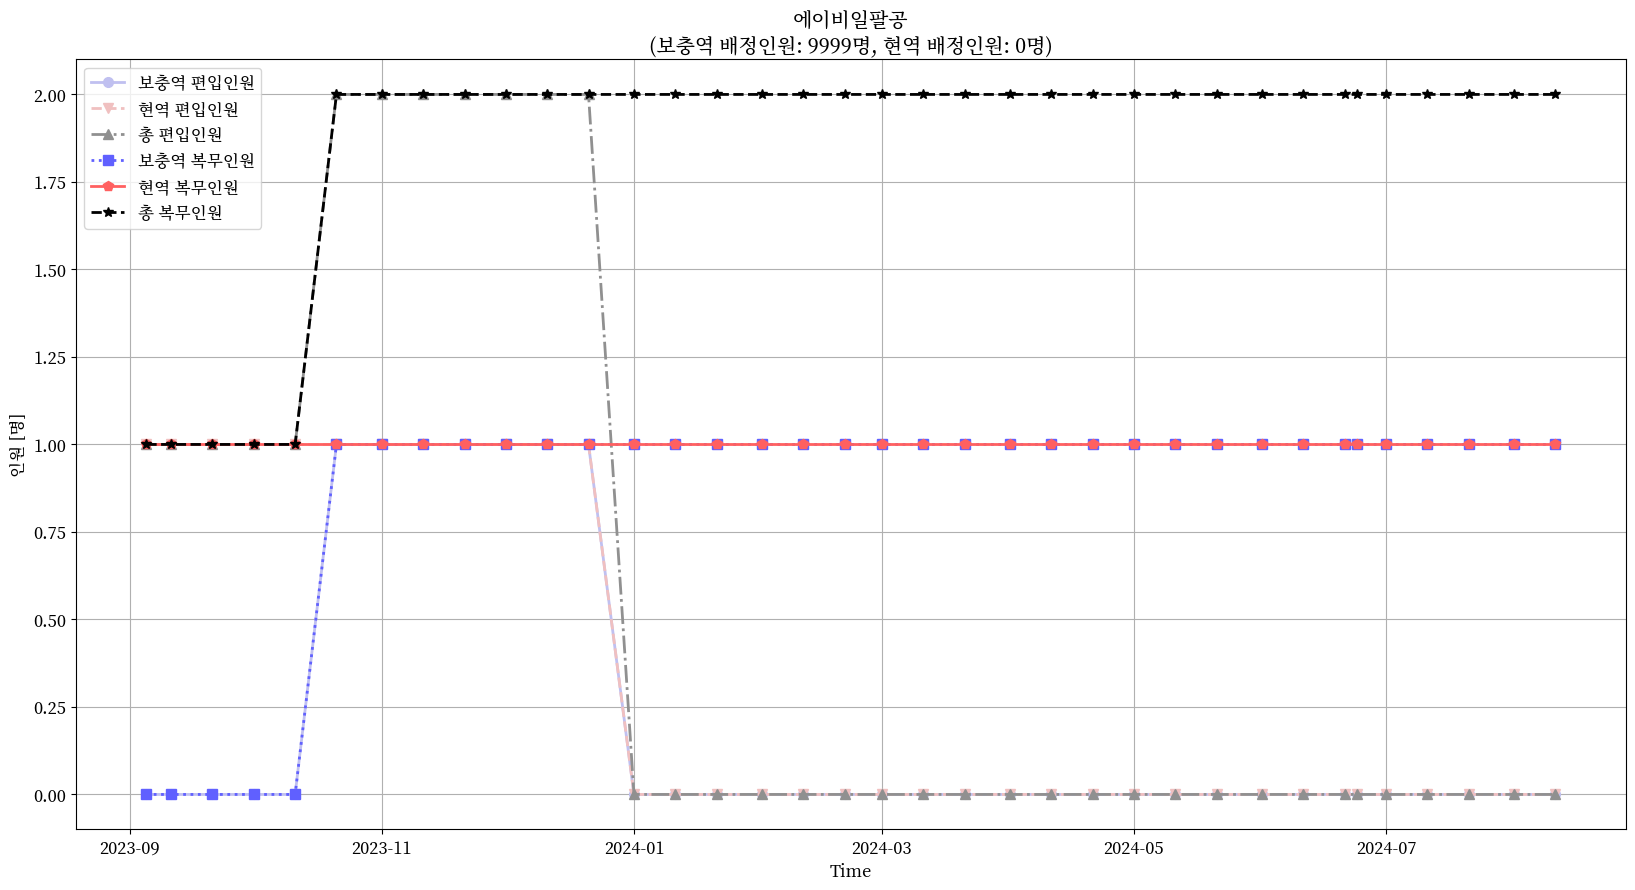 에이비일팔공
(보충역 배정인원: 9999명, 현역 배정인원: 0명)
보충역 편입인원
현역 편입인원
총 편입인원
보충역 복무인원
현역 복무인원
총 복무인원
2.00
1.75
1.50
1.25
1.00
0.75
0.50
0.25
0.00
인원 [명]
2023-09
2023-11
2024-01
2024-03
2024-05
2024-07
Time